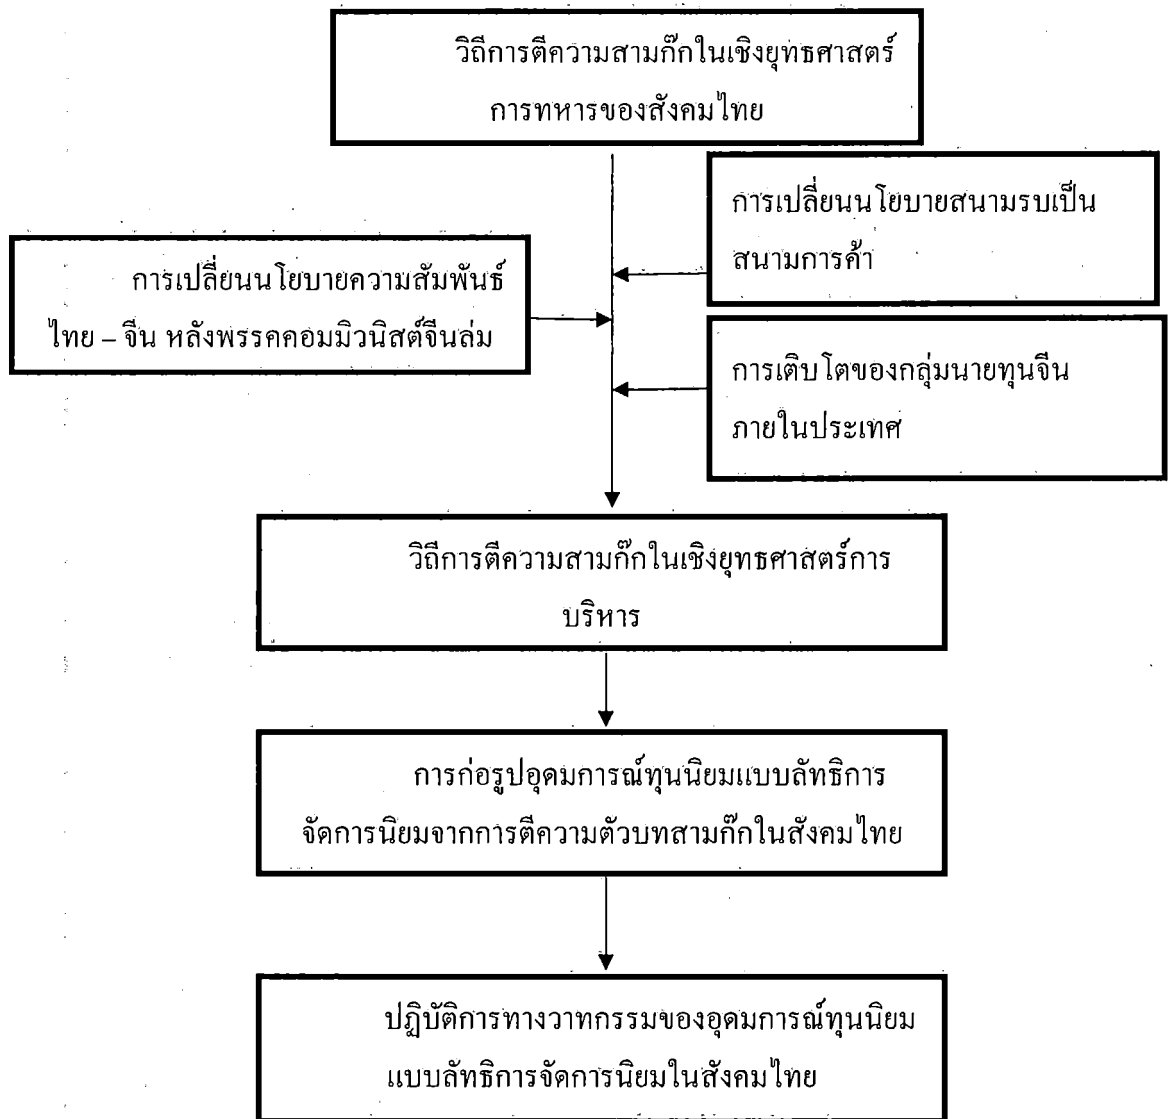 วิถีการตีความสามก๊กในเชิงยุทธศาสตร์
การทหารของสังคมไทย
การเปลี่ยนนโยบายสนามรบเป็น
สนามการค้า
การเปลี่ยนนโยบายความสัมพันธ์
ไทย – จีน หลังพรรคคอมมิวนิสต์จีนล่ม
การเติบโตของกลุ่มนายทุนจีน
ภายในประเทศ
วิถีการตีความสามก๊กในเชิงยุทธศาสตร์การ
บริหาร
การก่อรูปอุดมการณ์ทุนนิยมแบบลัทธิการ
จัดการนิยมจากการตีความตัวบทสามก๊กในสังคมไทย
ปฏิบัติการทางวาทกรรมของอุดมการณ์ทุนนิยม
แบบลัทธิการจัดการนิยมในสังคมไทย